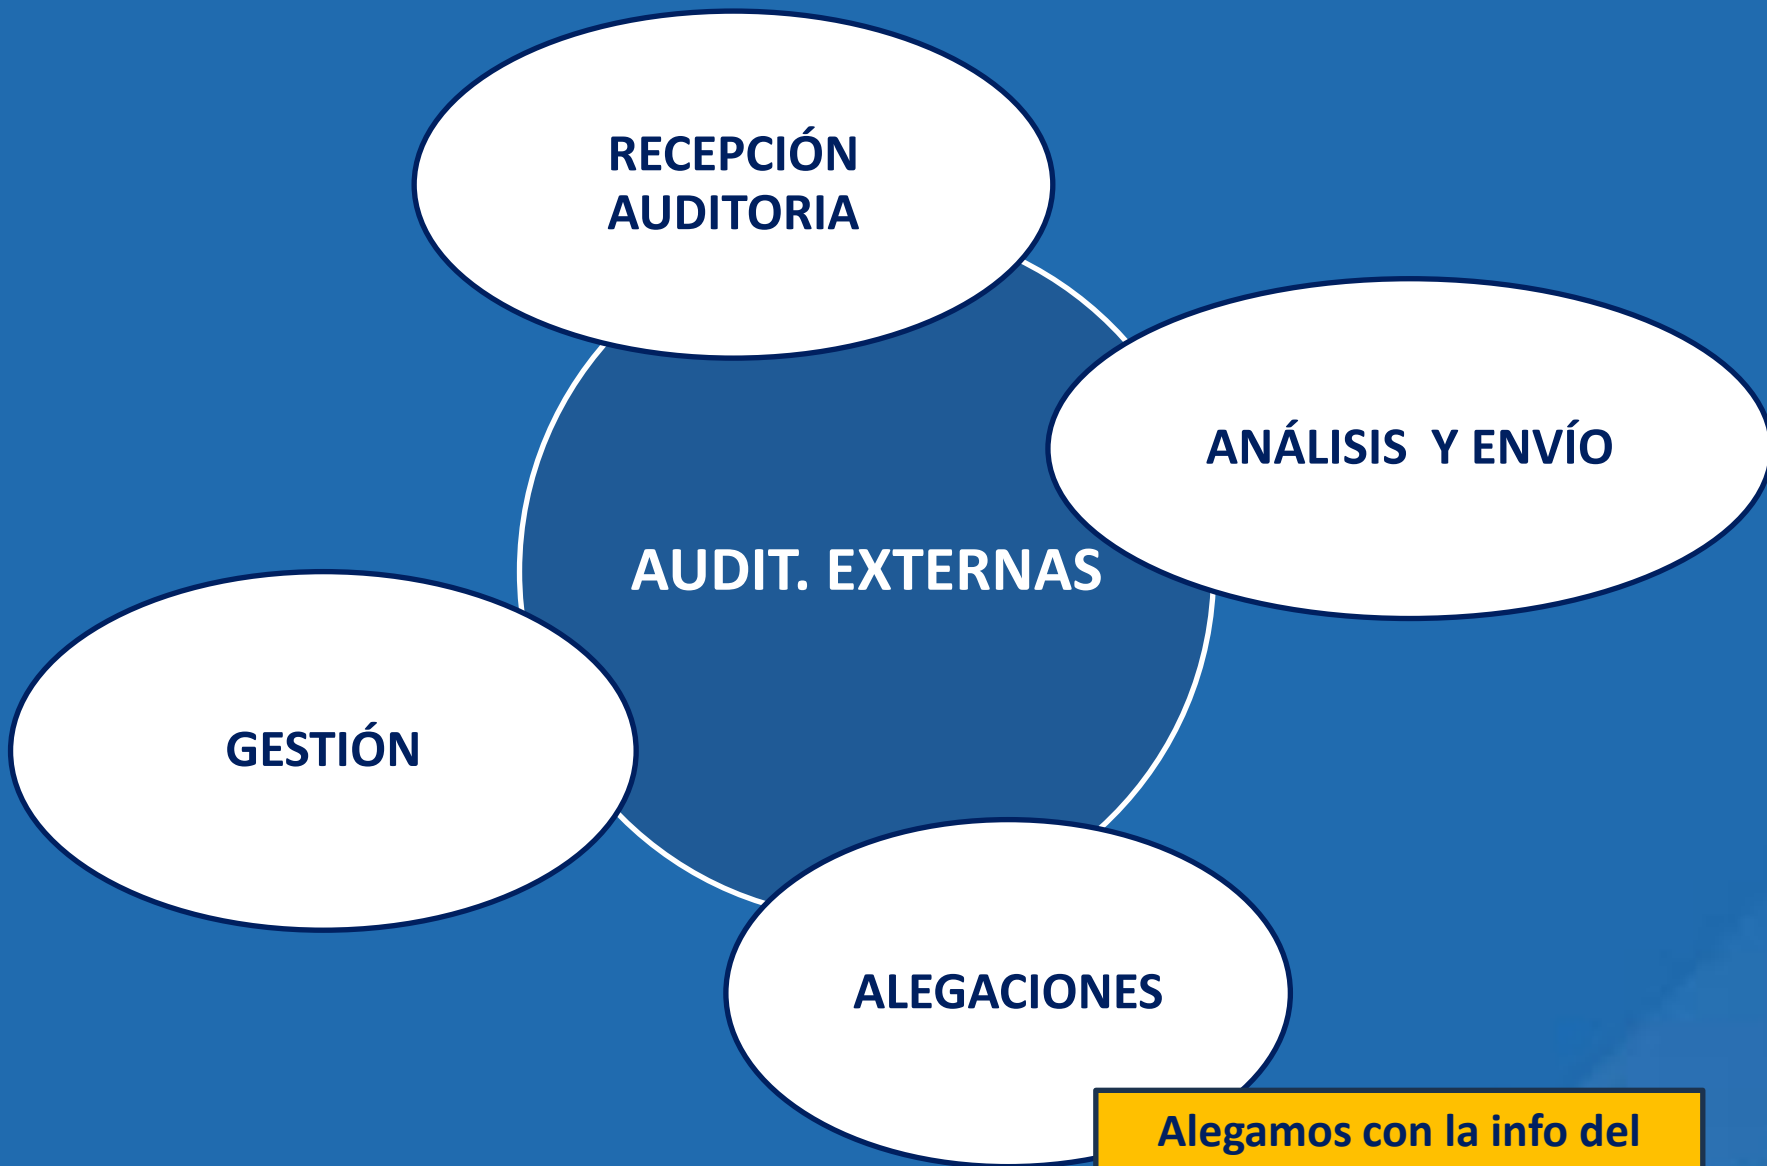 RECEPCIÓN
AUDITORIA
ANÁLISIS  Y ENVÍO
AUDIT. EXTERNAS
GESTIÓN
ALEGACIONES
Alegamos con la info del